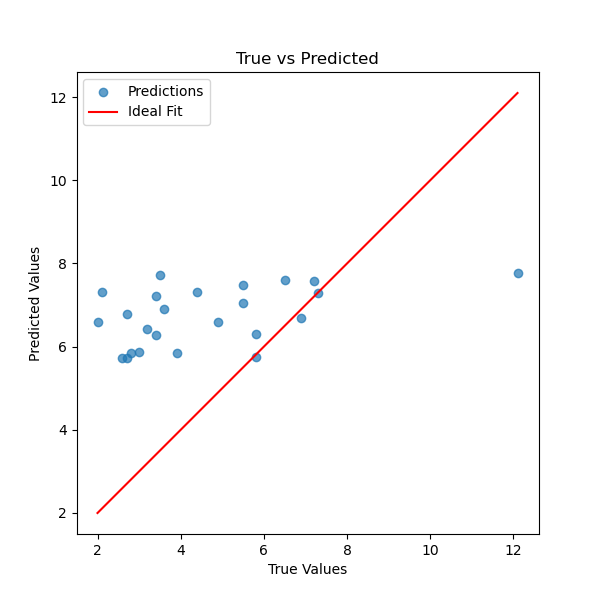 True vs Predicted
Predictions
Ideal Fit
12
10
8
6
4
2
Predicted Values
2 4 6 8 10 12
True Values